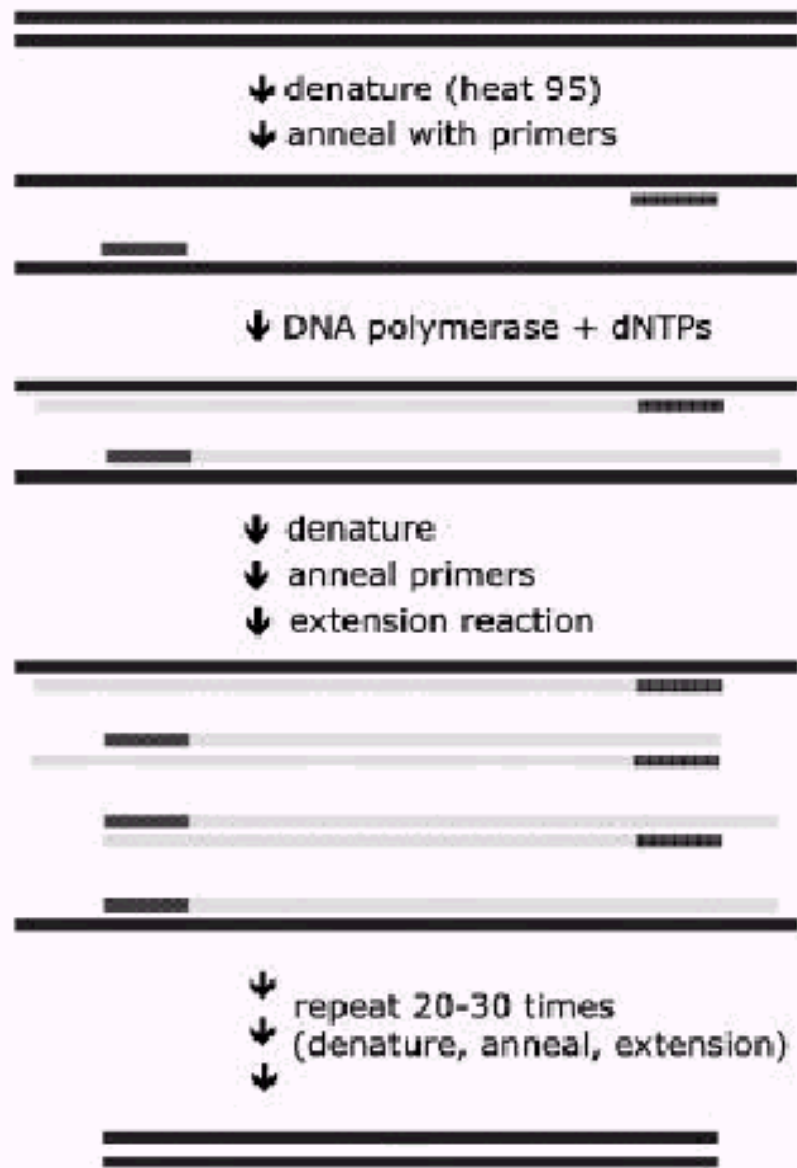 denature (heat 95)
anneal with primers
DNA polymerase + dNTPs
denature
anneal primers
extension reaction
repeat 20-30 times
(denature, anneal, extension)